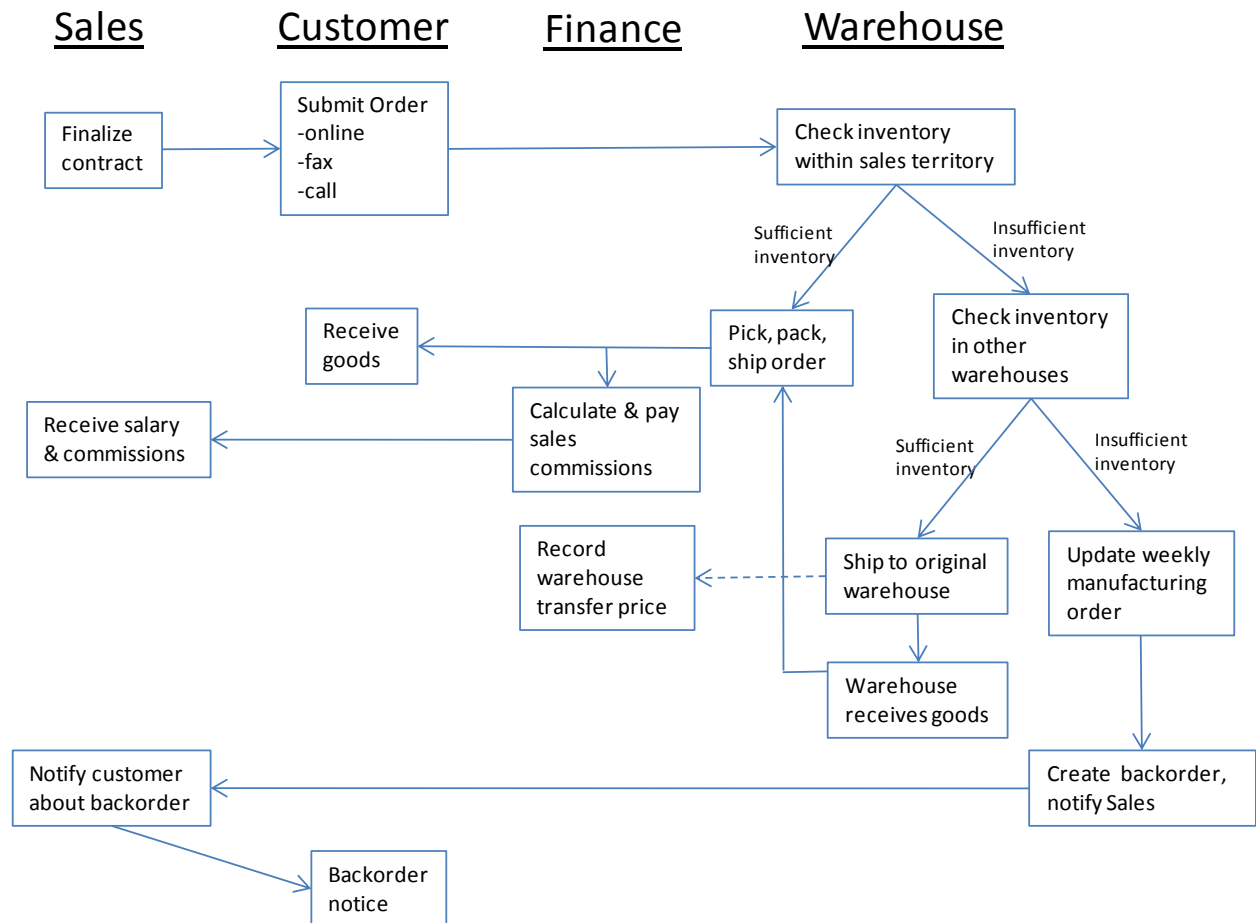 Sales
Customer
Finance
Warehouse
Finalize
contract
Submit Order
-online
-fax
-call
Check inventory
within sales territory
Sufficient
inventory
Insufficient
inventory
Receive
goods
Pick, pack,
ship order
Check inventory
in other
warehouses
Receive salary
& commissions
Calculate & pay
sales
commissions
Sufficient
inventory
Insufficient
inventory
Record
warehouse
transfer price
Ship to original
warehouse
Update weekly
manufacturing
order
Warehouse
receives goods
Notify customer
about backorder
Create backorder,
notify Sales
Backorder
notice